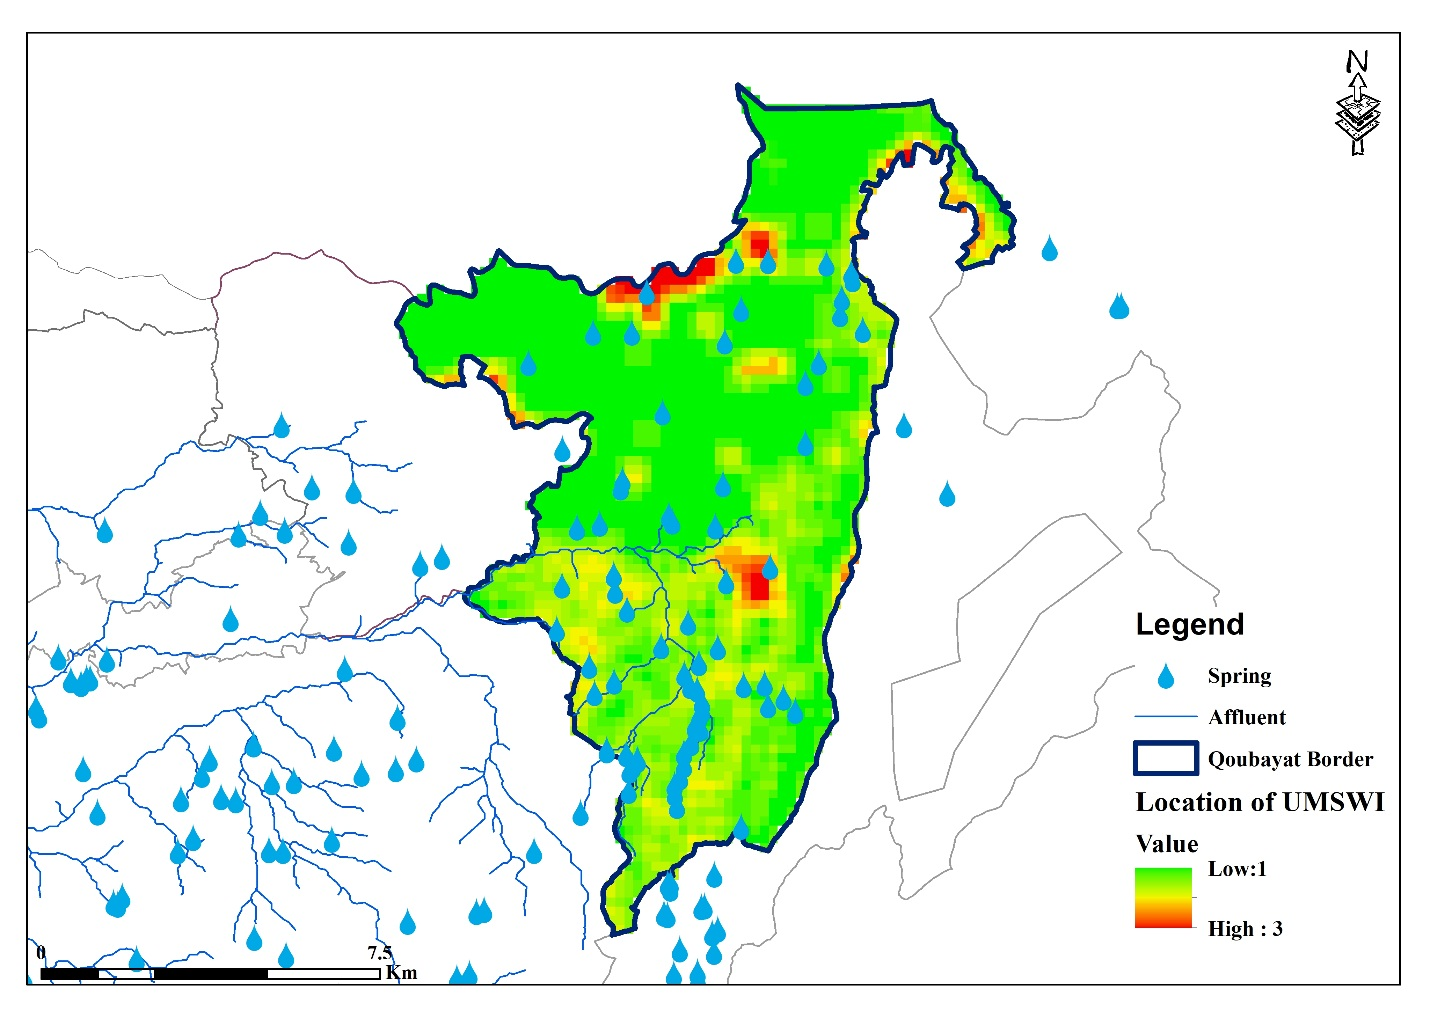 N
Legend
Spring
Affluent
Qoubayat Border
Location of UMSWI
Value
Low:1
High : 3
0 7.5
Km